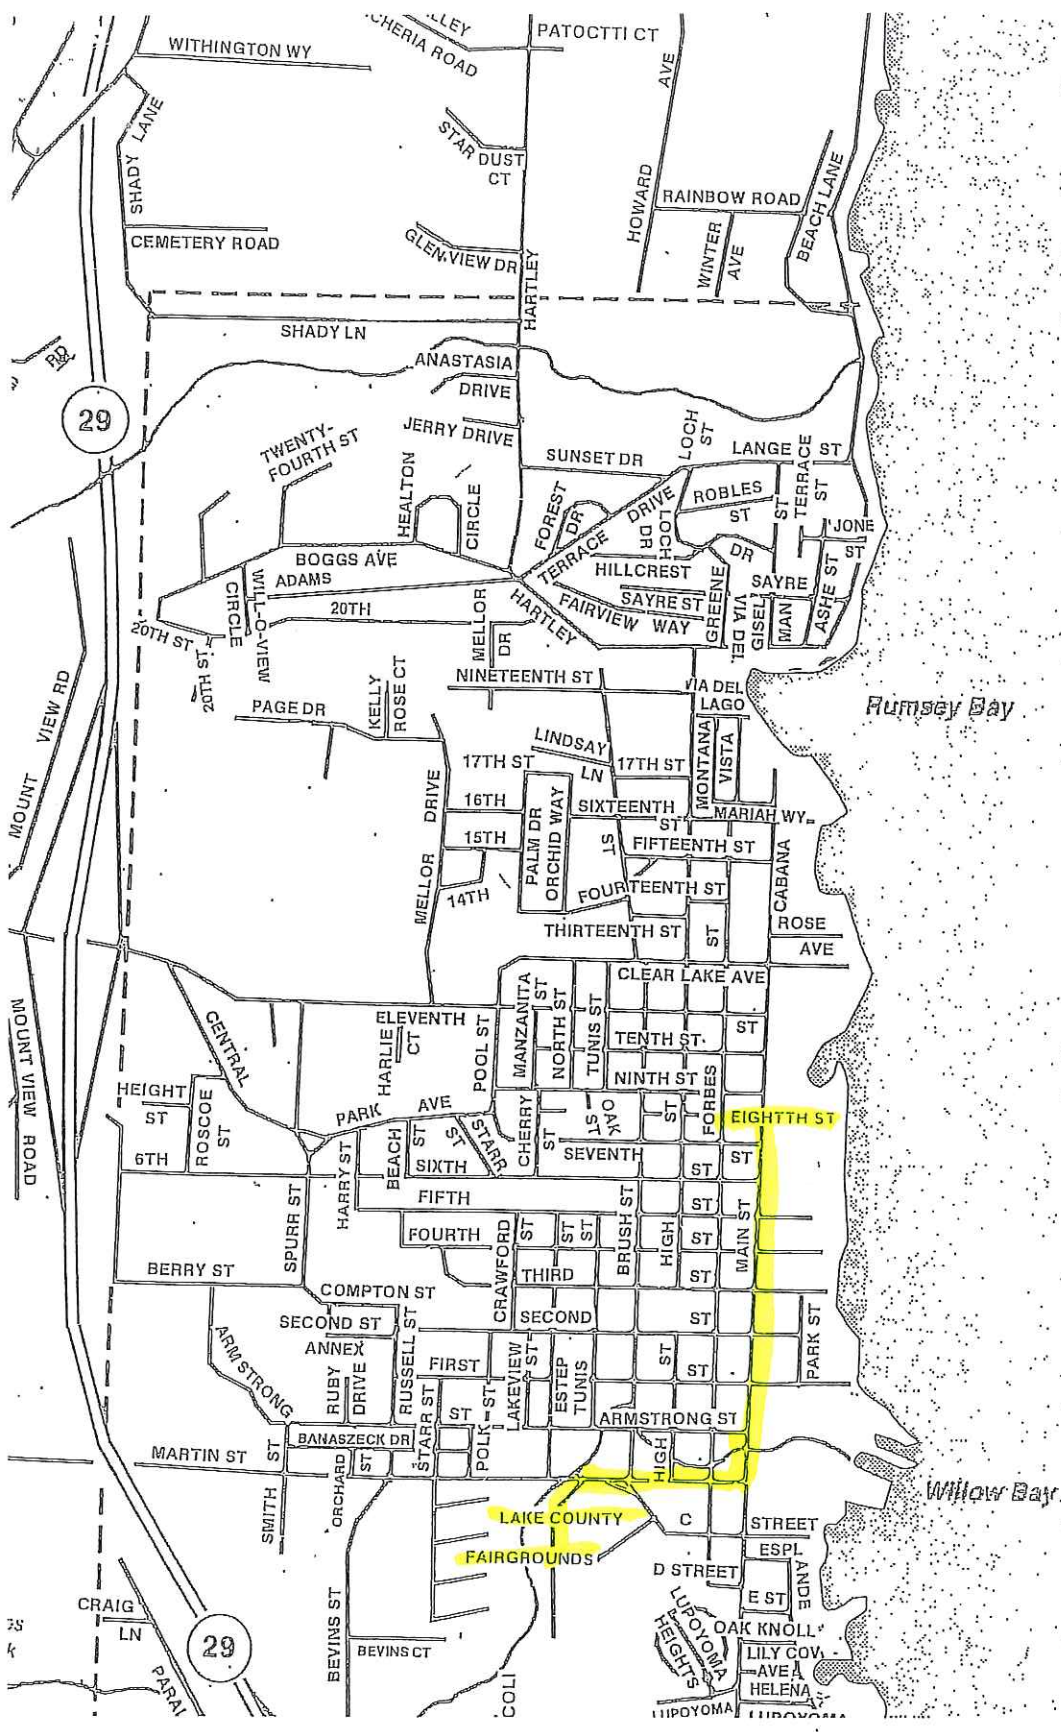 WITHINGTON WY
PATOCTTI CT
CHERIA ROAD
AVE
STAR DUST
CT
SHADY LANE
HOWARD
RAINBOW ROAD
BEACH LANE
WINTER
AVE
CEMETERY ROAD
GLEN VIEW DR
HARTLEY
SHADY LN
RD
ANASTASIA
DRIVE
29
JERRY DRIVE
TWENTY-
FOURTH ST
HEALTON
CIRCLE
SUNSET DR
LOCH
ST
LANGE ST
TERRACE
ST
ROBLES
ST
ST
FOREST
DR
TERRACE DRIVE
LOCH
DR
JONE
ST
DR
BOGGS AVE
HILLCREST
ADAMS
SAYRE
SAYRE ST
FAIRVIEW WAY
GREENE
VIA DEL
GISEL
MAN
ASHE ST
WILL-O-VIEW
CIRCLE
20TH
20TH ST
20TH ST
HARTLEY
MELLOR
DR
NINETEENTH ST
VIA DEL
LAGO
Rumsey Bay
MOUNT VIEW RD
PAGE DR
KELLY
ROSE CT
LINDSAY
LN
17TH ST
17TH ST
MONTANA
VISTA
MELLOR DRIVE
16TH
SIXTEENTH
ST
MARIAH WY
15TH
PALM DR
ORCHID WAY
ST
FIFTEENTH ST
14TH
FOURTEENTH ST
CABANA
THIRTEENTH ST
ST
ROSE
AVE
CLEAR LAKE AVE
MOUNT VIEW ROAD
CENTRAL
ELEVENTH
HARLIE
CT
POOL ST
MANZANITA
ST
NORTH ST
TUNIS ST
ST
TENTH ST
NINTH ST
HEIGHT
ST
ROSCOE
ST
PARK AVE
CHERRY
ST
OAK
ST
ST
FORBES
EIGHTTH ST
6TH
HARRY ST
BEACH
ST
STARR
ST
SIXTH
SEVENTH
ST
ST
FIFTH
SPURR ST
BRUSH ST
HIGH
ST
MAIN ST
FOURTH
CRAWFORD
ST
ST
ST
ST
BERRY ST
THIRD
ST
COMPTON ST
SECOND ST
SECOND
ST
ANNEX
ARMSTRONG
RUBY
DRIVE
RUSSELL ST
FIRST
LAKEVIEW
ST
ESTEP
TUNIS
ST
ST
PARK ST
STARR ST
ST
POLK ST
ARMSTRONG ST
BANASZECK DR
MARTIN ST
SMITH ST
ORCHARD
ST
HIGH
Willow Bay
LAKE COUNTY
FAIRGROUNDS
C STREET
ESPL
ANDE
D STREET
E ST
CRAIG
LN
29
BEVINS ST
BEVINS CT
LUPOYOMA
HEIGHTS
OAK KNOLL
LILY COV
AVE
HELENA
PARAL
COLI
LUPOYOMA
LUPOYOMA